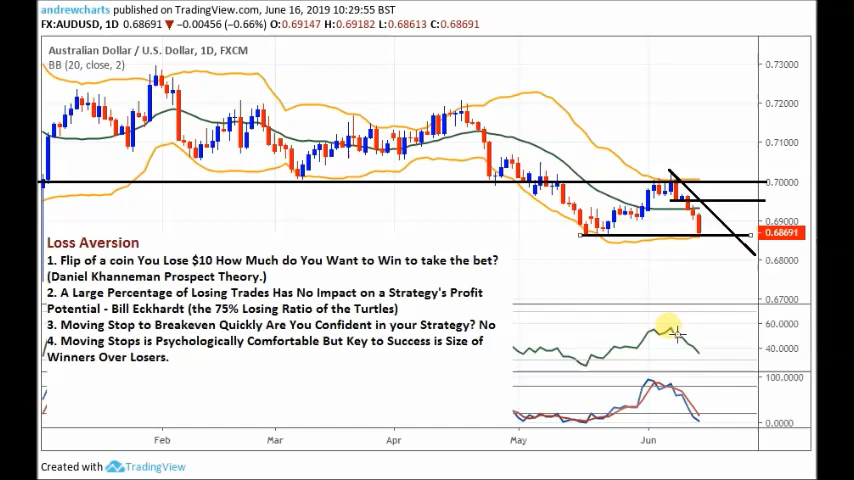 andrewcharts published on TradingView.com, June 16, 2019 10:29:55 BST
FX:AUDUSD, 1D 0.68691 ▼ −0.00456 (−0.66%) O:0.69147 H:0.69182 L:0.68613 C:0.68691
Australian Dollar / U.S. Dollar, 1D, FXCM
BB (20, close, 2)
0.73000
0.72000
0.71000
0.70000
0.69000
0.68691
0.68000
0.67000
Loss Aversion
1. Flip of a coin You Lose $10 How Much do You Want to Win to take the bet?
(Daniel Khanneman Prospect Theory.)
2. A Large Percentage of Losing Trades Has No Impact on a Strategy's Profit
Potential - Bill Eckhardt (the 75% Losing Ratio of the Turtles)
3. Moving Stop to Breakeven Quickly Are You Confident in your Strategy? No
4. Moving Stops is Psychologically Comfortable But Key to Success is Size of
Winners Over Losers.
60.0000
40.0000
100.0000
0.0000
Feb Mar Apr May Jun
Created with TradingView